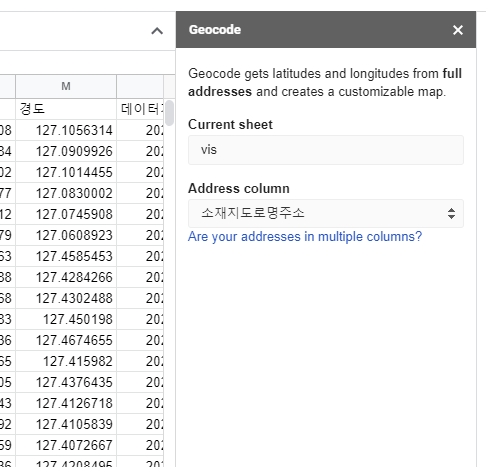 Geocode
Geocode gets latitudes and longitudes from full
addresses and creates a customizable map.
Current sheet
vis
Address column
소재지도로명주소
Are your addresses in multiple columns?
M
경도 데이터
08 127.1056314 202
84 127.0909926 202
02 127.1014455 202
77 127.0830002 202
12 127.0745908 202
79 127.0608923 202
63 127.4585453 202
38 127.4284266 202
68 127.4302488 202
83 127.450198 202
36 127.4674655 202
65 127.415982 202
05 127.4376435 202
43 127.4126718 202
92 127.4105839 202
59 127.4072667 202
127.4208495